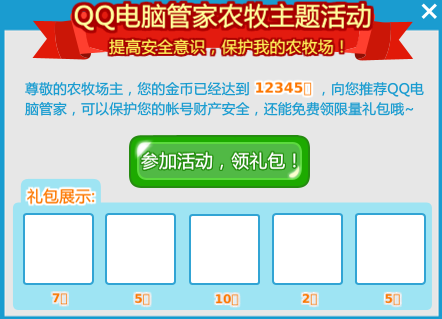 QQ电脑管家农牧主题活动
提高安全意识，保护我的农牧场！
尊敬的农牧场主，您的金币已经达到 12345▯ ，向您推荐QQ电
脑管家，可以保护您的帐号财产安全，还能免费领限量礼包哦~
参加活动，领礼包！
礼包展示:
7▯ 5▯ 10▯ 2▯ 5▯